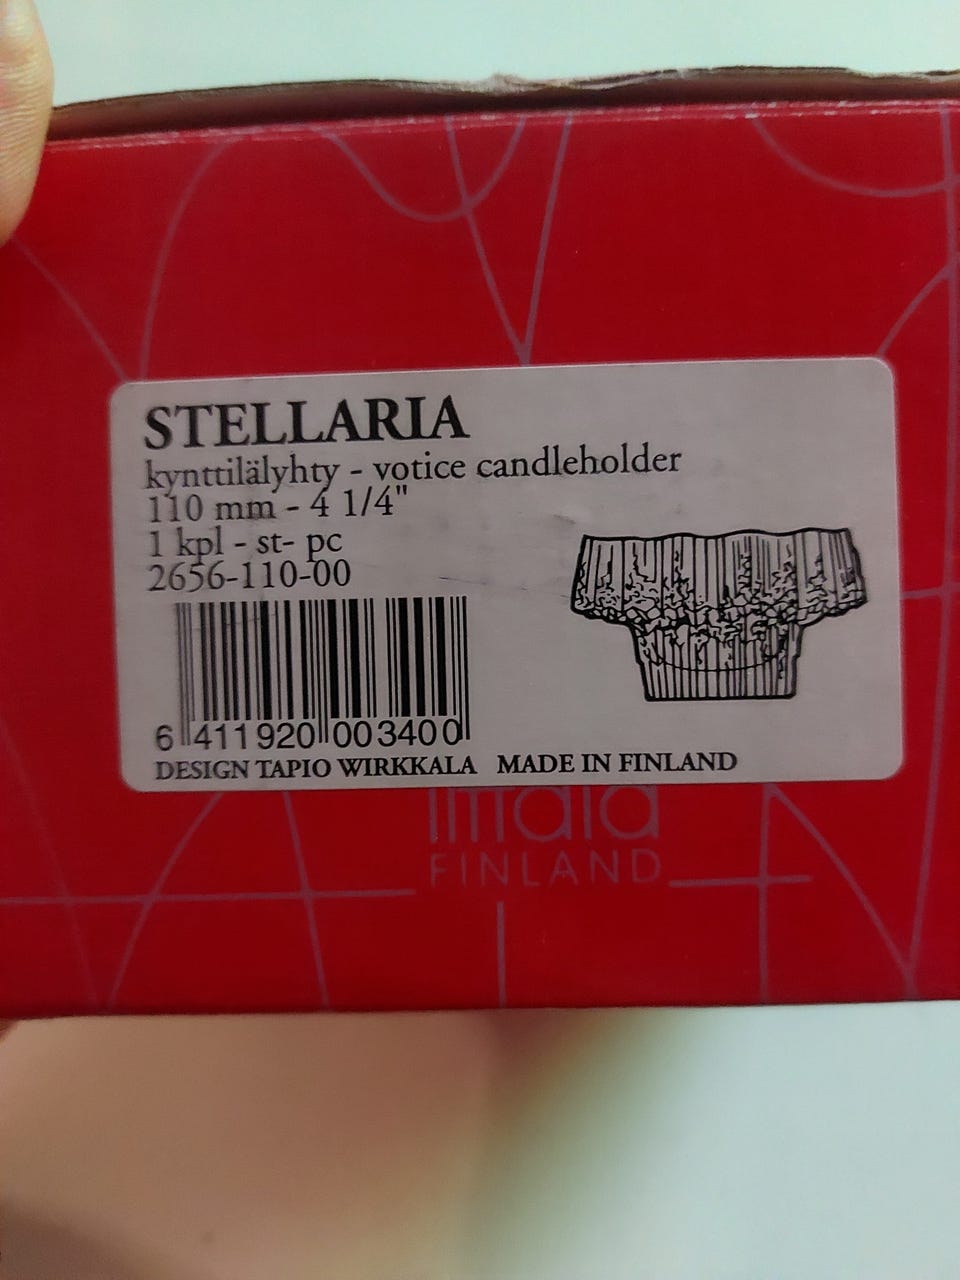 STELLARIA
kynttilälyhty - votice candleholder
110 mm - 4 1/4"
1 kpl - st- pc
2656-110-00
6 411920 003400
DESIGN TAPIO WIRKKALA MADE IN FINLAND
iittala
FINLAND